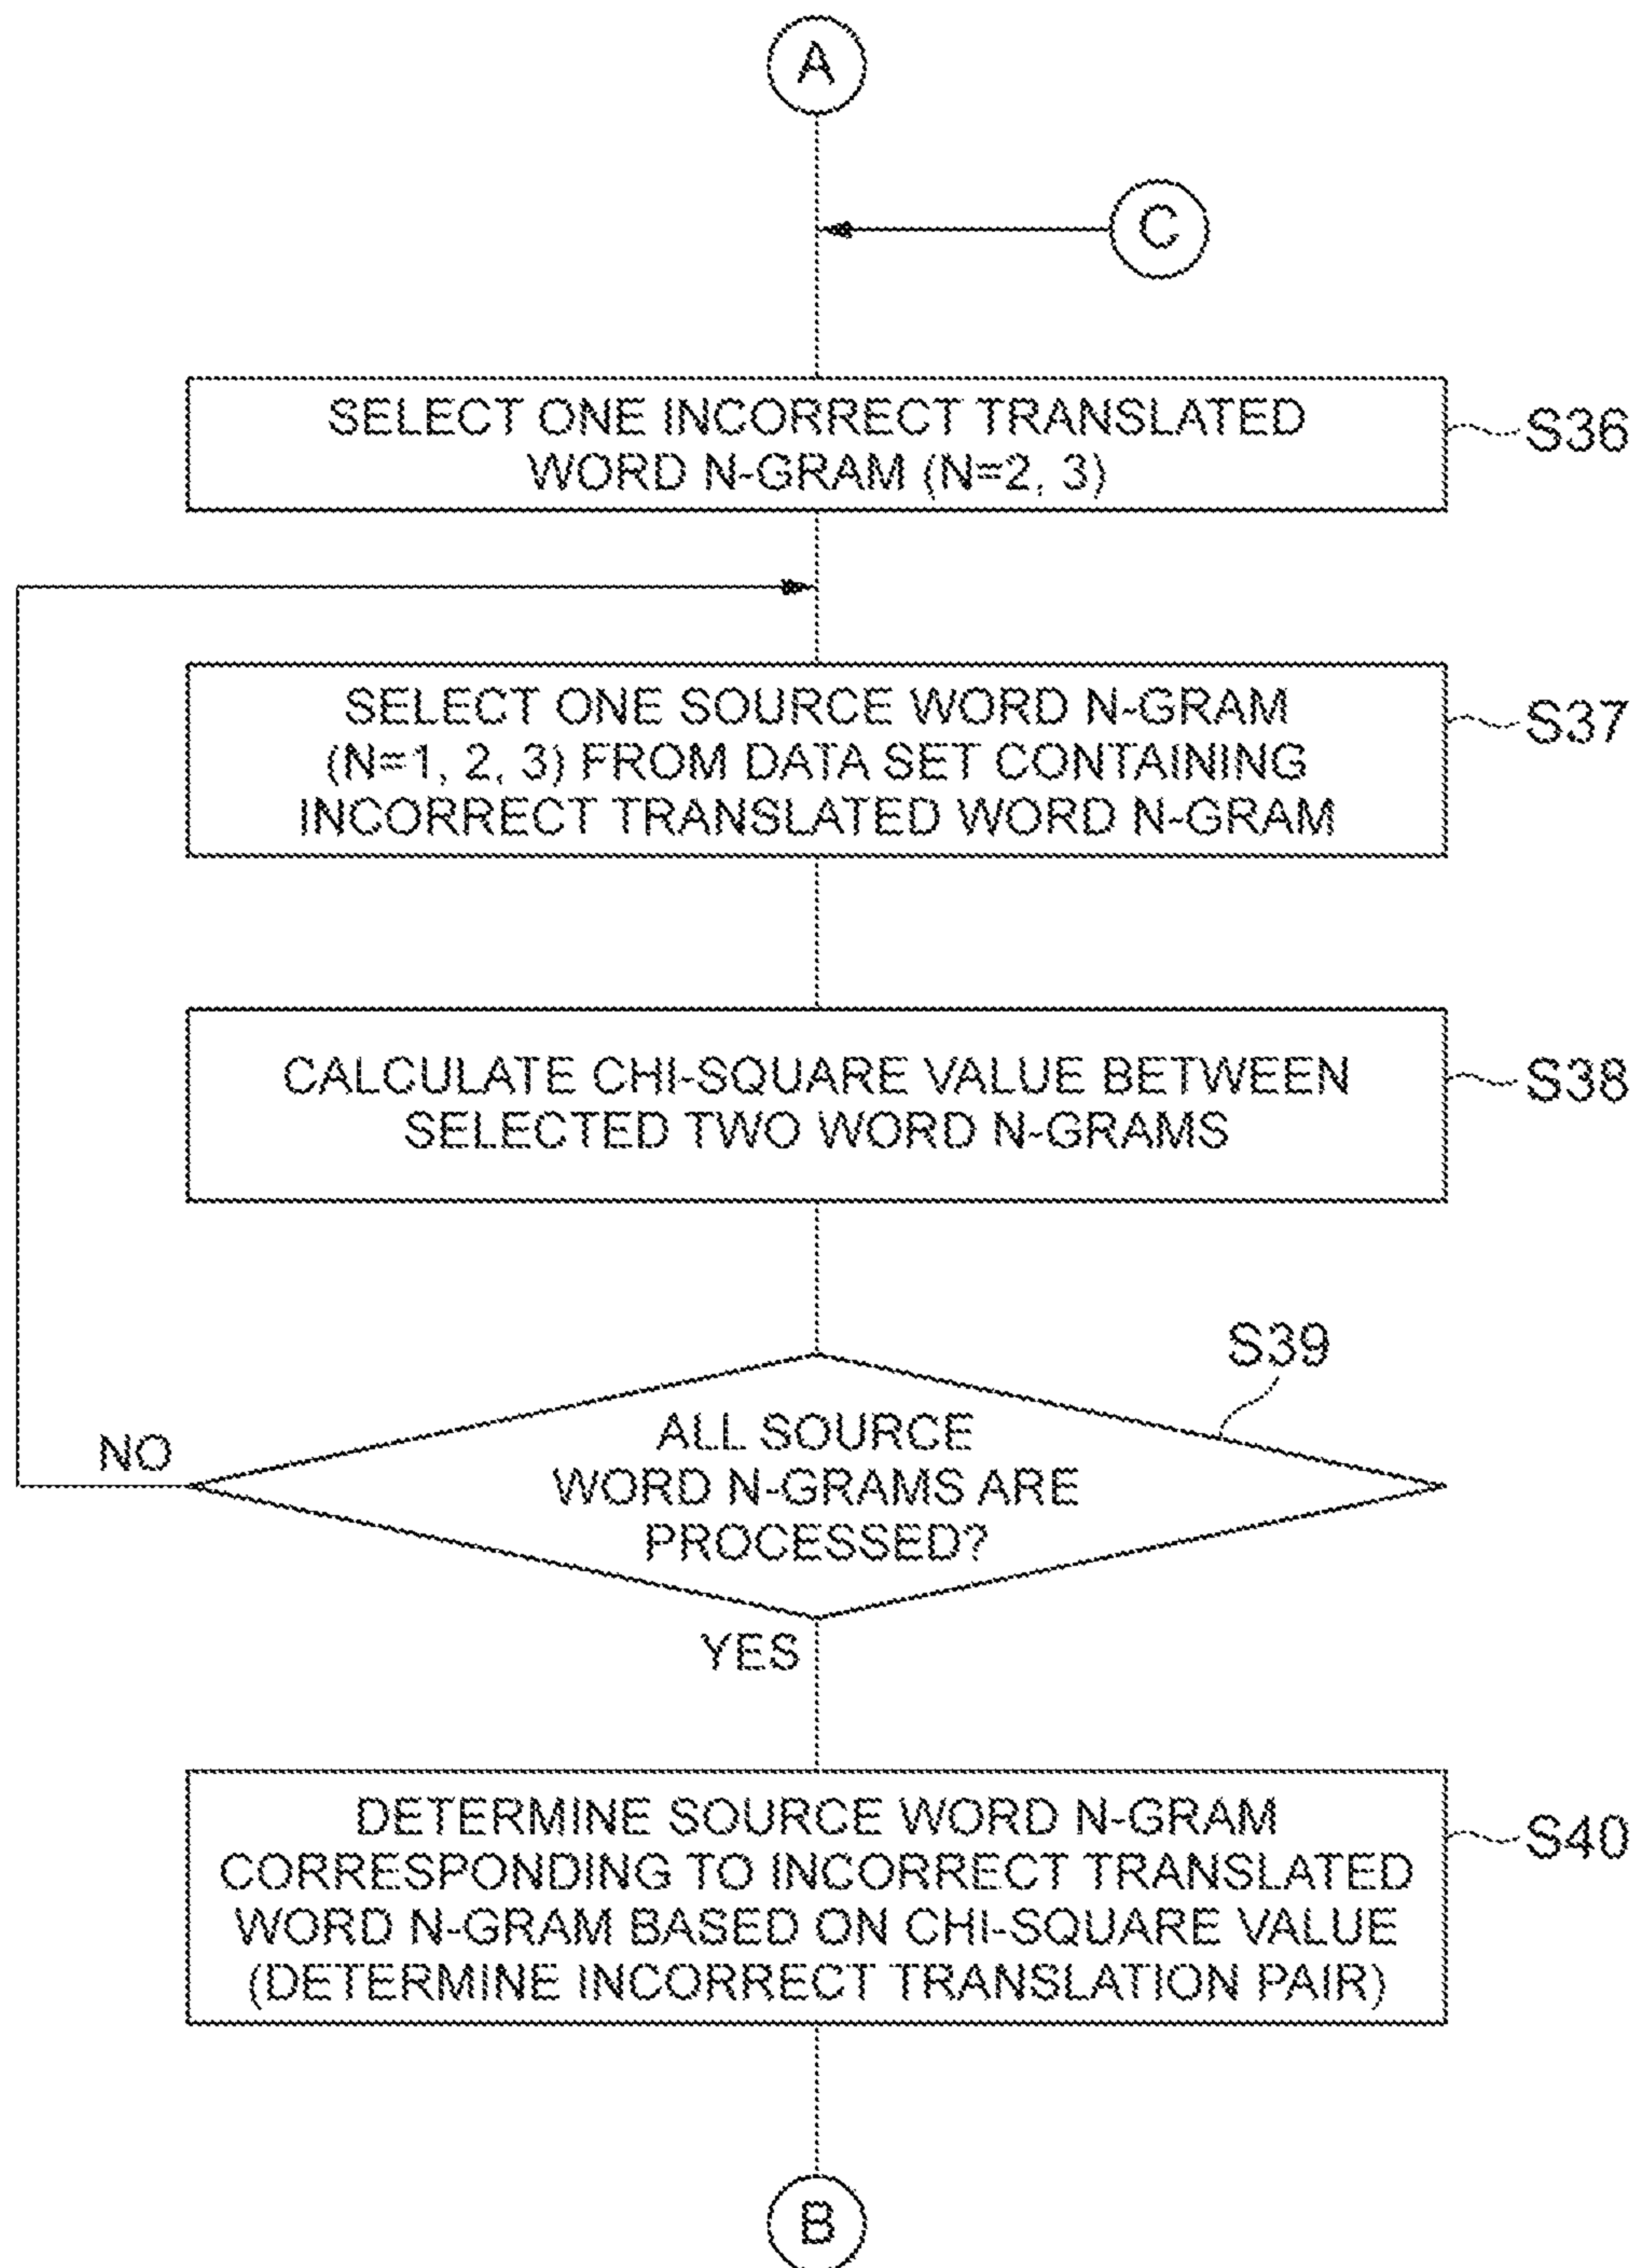 A
C
SELECT ONE INCORRECT TRANSLATED
WORD N-GRAM (N=2, 3)
S36
SELECT ONE SOURCE WORD N-GRAM
(N=1, 2, 3) FROM DATA SET CONTAINING
INCORRECT TRANSLATED WORD N-GRAM
S37
CALCULATE CHI-SQUARE VALUE BETWEEN
SELECTED TWO WORD N-GRAMS
S38
S39
ALL SOURCE
WORD N-GRAMS ARE
PROCESSED?
NO
YES
DETERMINE SOURCE WORD N-GRAM
CORRESPONDING TO INCORRECT TRANSLATED
WORD N-GRAM BASED ON CHI-SQUARE VALUE
(DETERMINE INCORRECT TRANSLATION PAIR)
S40
B